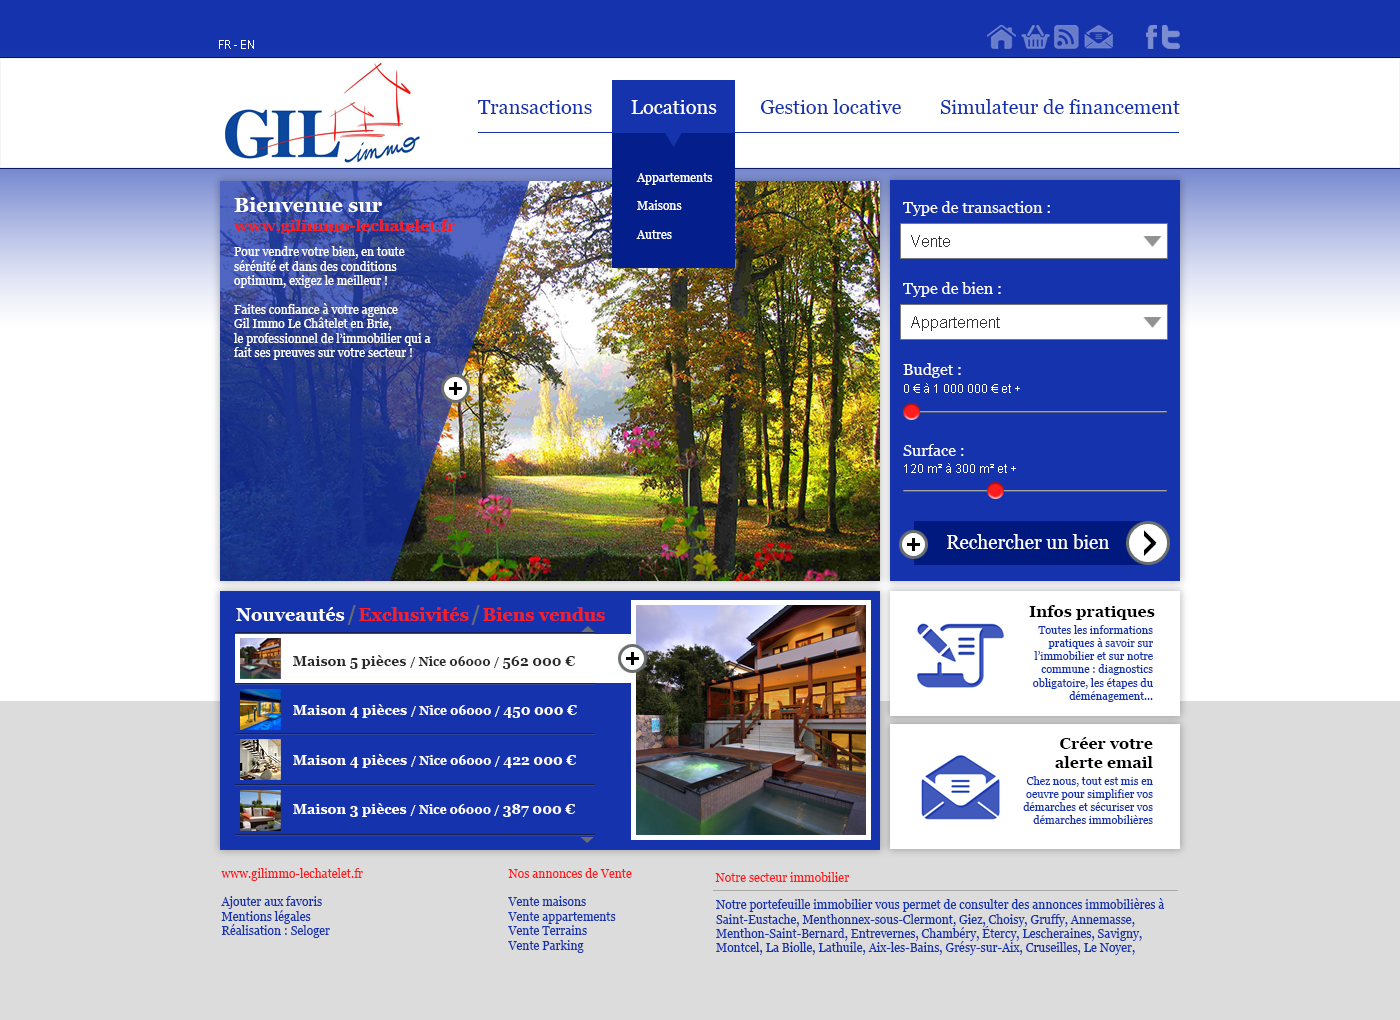 FR - EN
GIL immo
Transactions
Locations
Gestion locative
Simulateur de financement
Appartements
Maisons
Autres
Bienvenue sur
www.gilimmo-lechatelet.fr
Pour vendre votre bien, en toute
sérénité et dans des conditions
optimum, exigez le meilleur !
Faites confiance à votre agence
Gil Immo Le Châtelet en Brie,
le professionnel de l'immobilier qui a
fait ses preuves sur votre secteur !
Type de transaction :
Vente
Type de bien :
Appartement
Budget :
0 € à 1 000 000 € et +
Surface :
120 m² à 300 m² et +
Rechercher un bien
Nouveautés / Exclusivités / Biens vendus
Maison 5 pièces / Nice 06000 / 562 000 €
Maison 4 pièces / Nice 06000 / 450 000 €
Maison 4 pièces / Nice 06000 / 422 000 €
Maison 3 pièces / Nice 06000 / 387 000 €
Infos pratiques
Toutes les informations
pratiques à savoir sur
l'immobilier et sur notre
commune : diagnostics
obligatoire, les étapes du
déménagement...
Créer votre
alerte email
Chez nous, tout est mis en
oeuvre pour simplifier vos
démarches et sécuriser vos
démarches immobilières
www.gilimmo-lechatelet.fr
Ajouter aux favoris
Mentions légales
Réalisation : Seloger
Nos annonces de Vente
Vente maisons
Vente appartements
Vente Terrains
Vente Parking
Notre secteur immobilier
Notre portefeuille immobilier vous permet de consulter des annonces immobilières à
Saint-Eustache, Menthonnex-sous-Clermont, Giez, Choisy, Gruffy, Annemasse,
Menthon-Saint-Bernard, Entrevernes, Chambéry, Étercy, Lescheraines, Savigny,
Montcel, La Biolle, Lathuile, Aix-les-Bains, Grésy-sur-Aix, Cruseilles, Le Noyer,